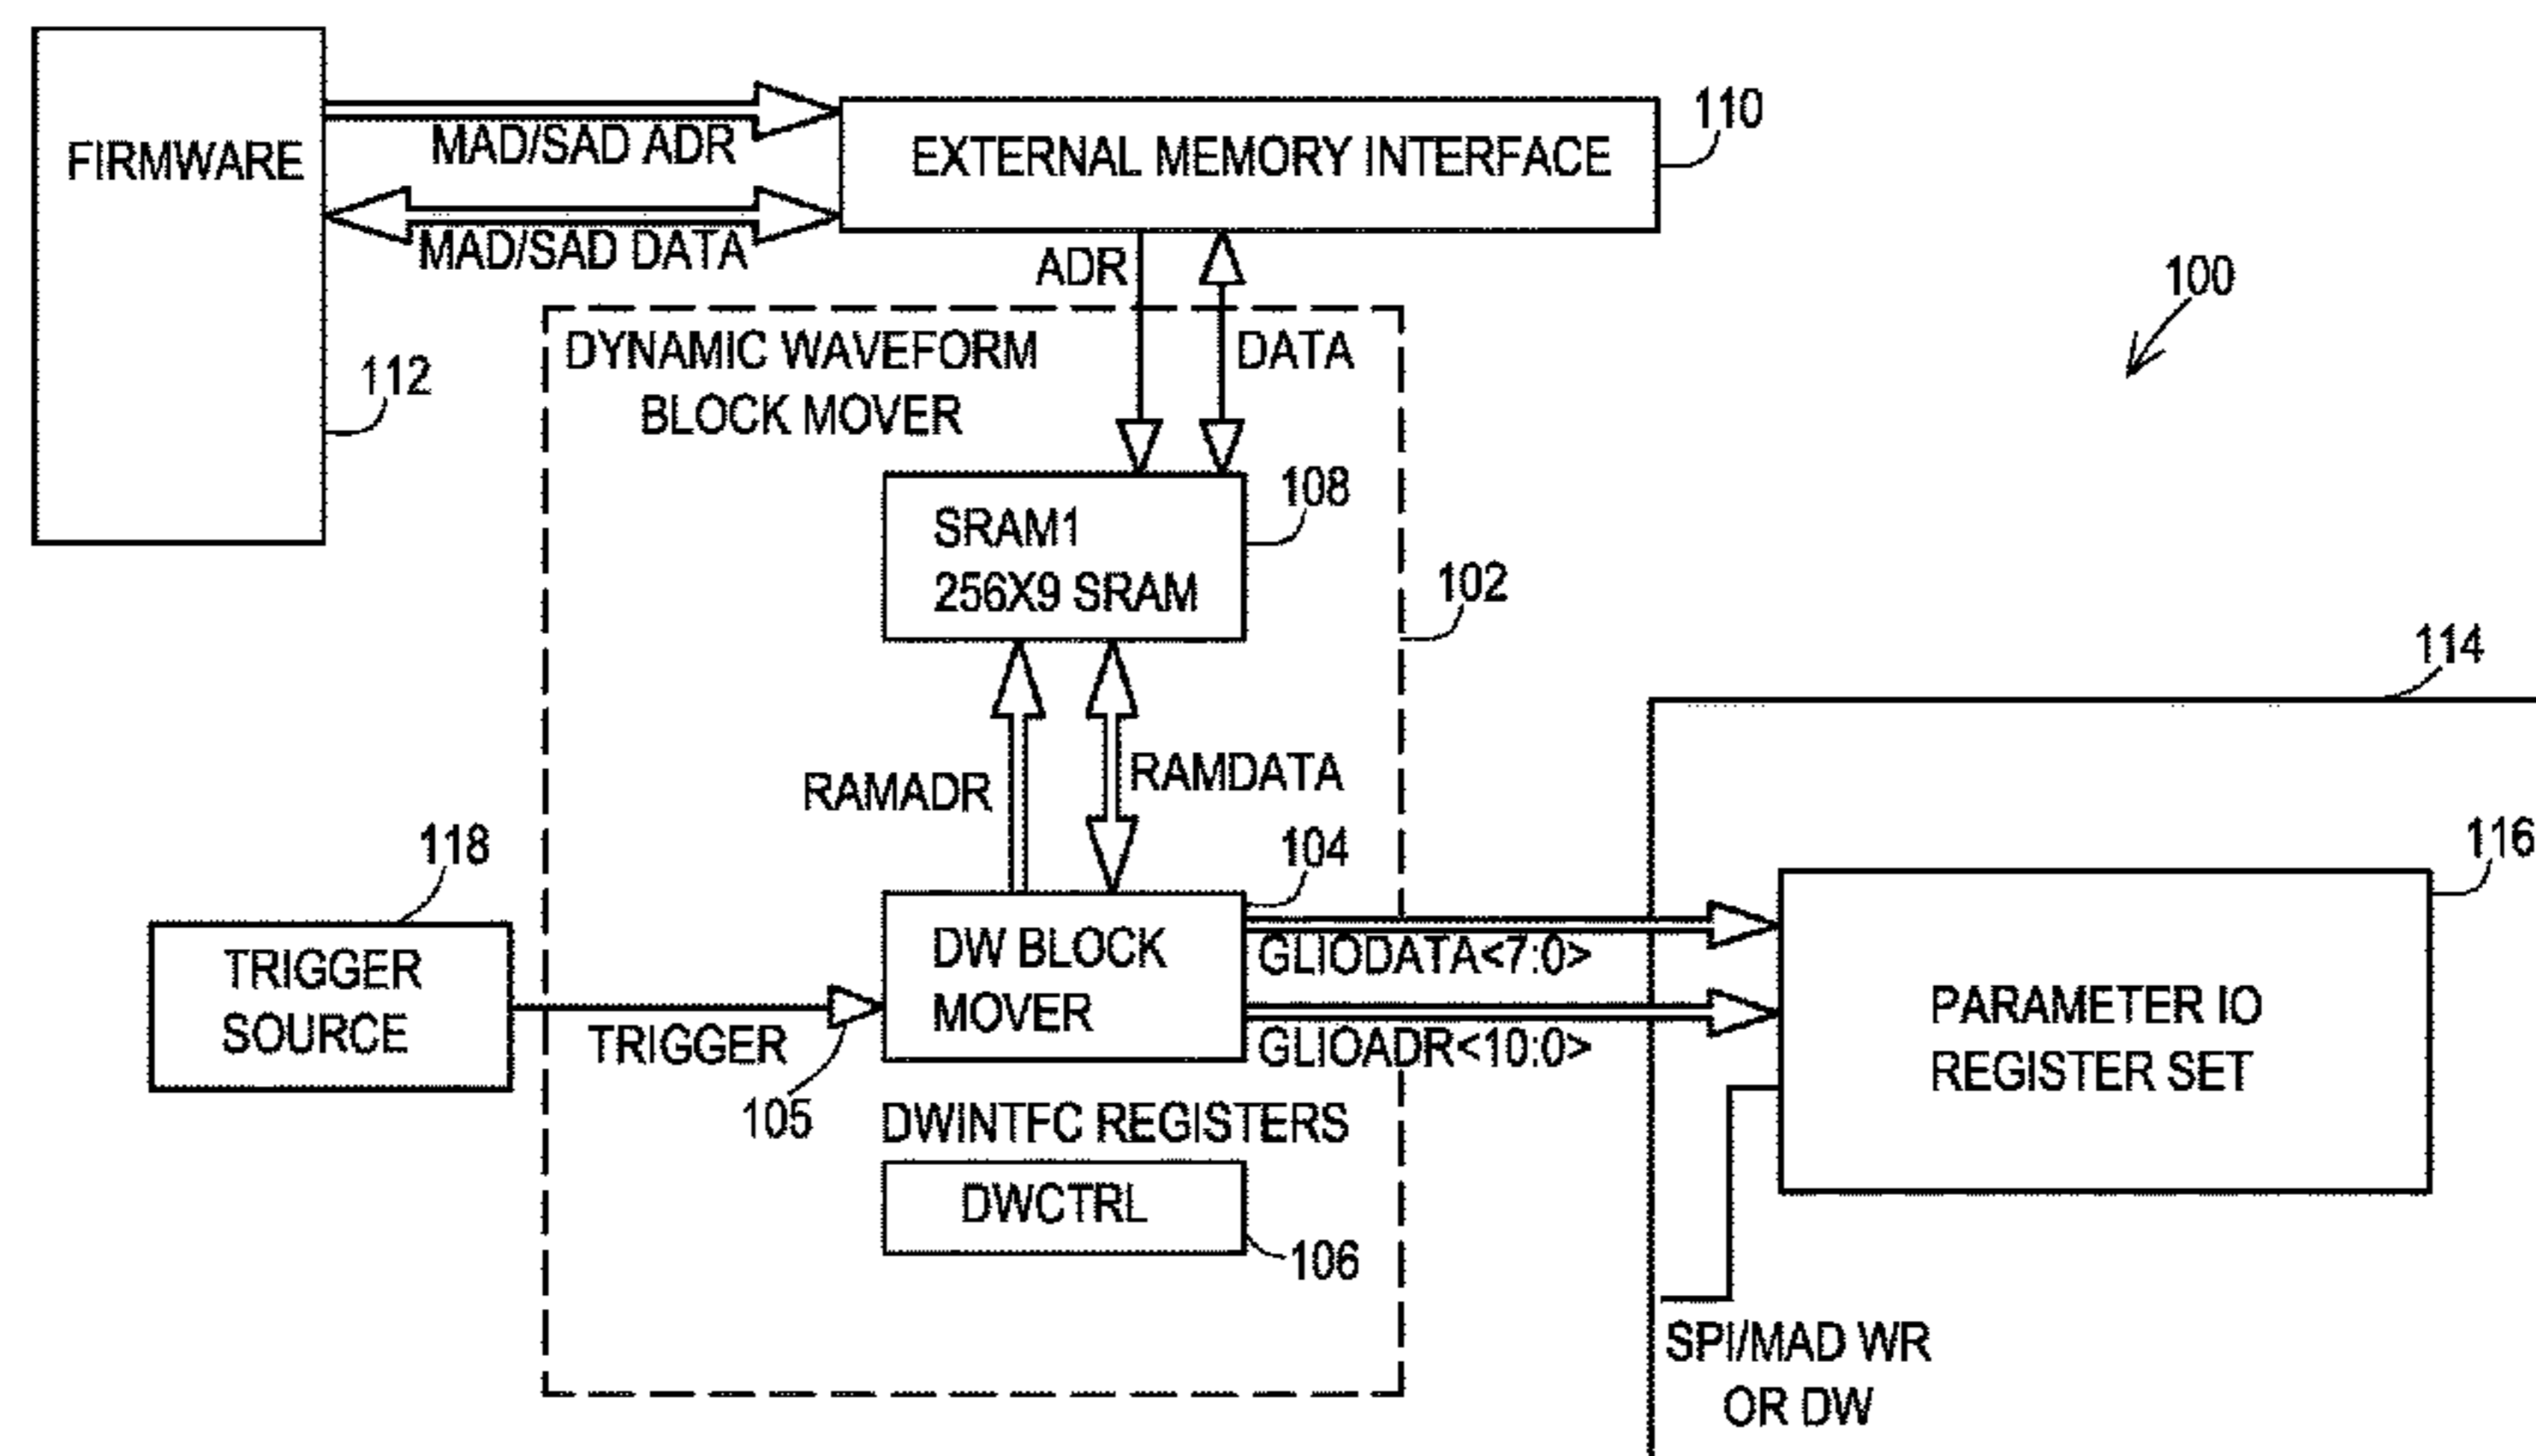 FIRMWARE
112
MAD/SAD ADR
MAD/SAD DATA
EXTERNAL MEMORY INTERFACE
110
ADR
DATA
100
DYNAMIC WAVEFORM
BLOCK MOVER
SRAM1
256X9 SRAM
108
102
RAMADR
RAMDATA
118
TRIGGER
SOURCE
TRIGGER
105
104
DW BLOCK
MOVER
GLIODATA<7:0>
GLIOADR<10:0>
DWINTFC REGISTERS
DWCTRL
106
114
116
PARAMETER IO
REGISTER SET
SPI/MAD WR
OR DW